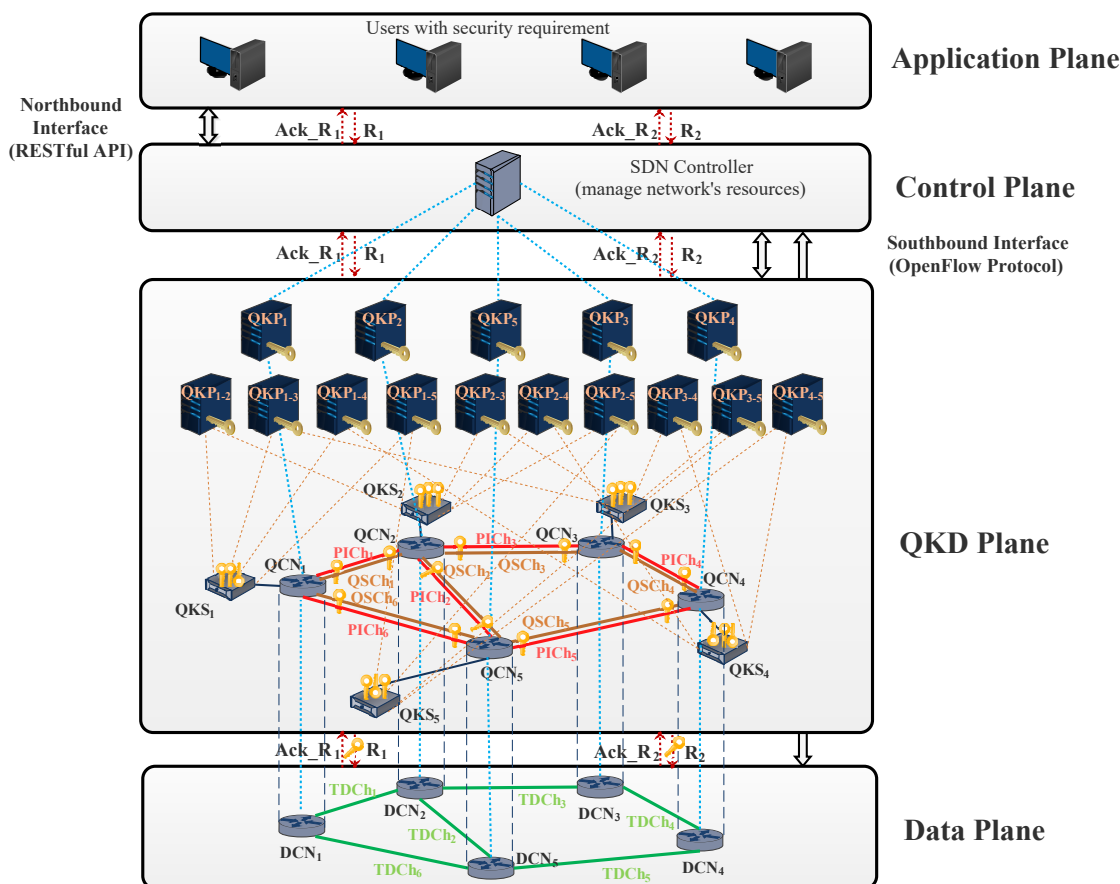 Users with security requirement
Application Plane
Northbound
Interface
(RESTful API)
Ack_R1
R1
Ack_R2
R2
SDN Controller
(manage network's resources)
Control Plane
Ack_R1
R1
Ack_R2
R2
Southbound Interface
(OpenFlow Protocol)
QKP1
QKP2
QKP5
QKP3
QKP4
QKP1-2
QKP1-3
QKP1-4
QKP1-5
QKP2-3
QKP2-4
QKP2-5
QKP3-4
QKP3-5
QKP4-5
QKS2
QKS3
QCN2
QCN3
PICh1
PICh3
PICh4
QKD Plane
QCN1
QSCh1
QSCh2
QSCh3
QSCh4
QCN4
QKS1
QSCh6
PICh2
PICh6
QSCh5
PICh5
QCN5
QKS4
QKS5
Ack_R1
R1
Ack_R2
R2
TDCh1
DCN2
TDCh3
DCN3
TDCh4
TDCh2
DCN1
DCN5
DCN4
TDCh6
TDCh5
Data Plane